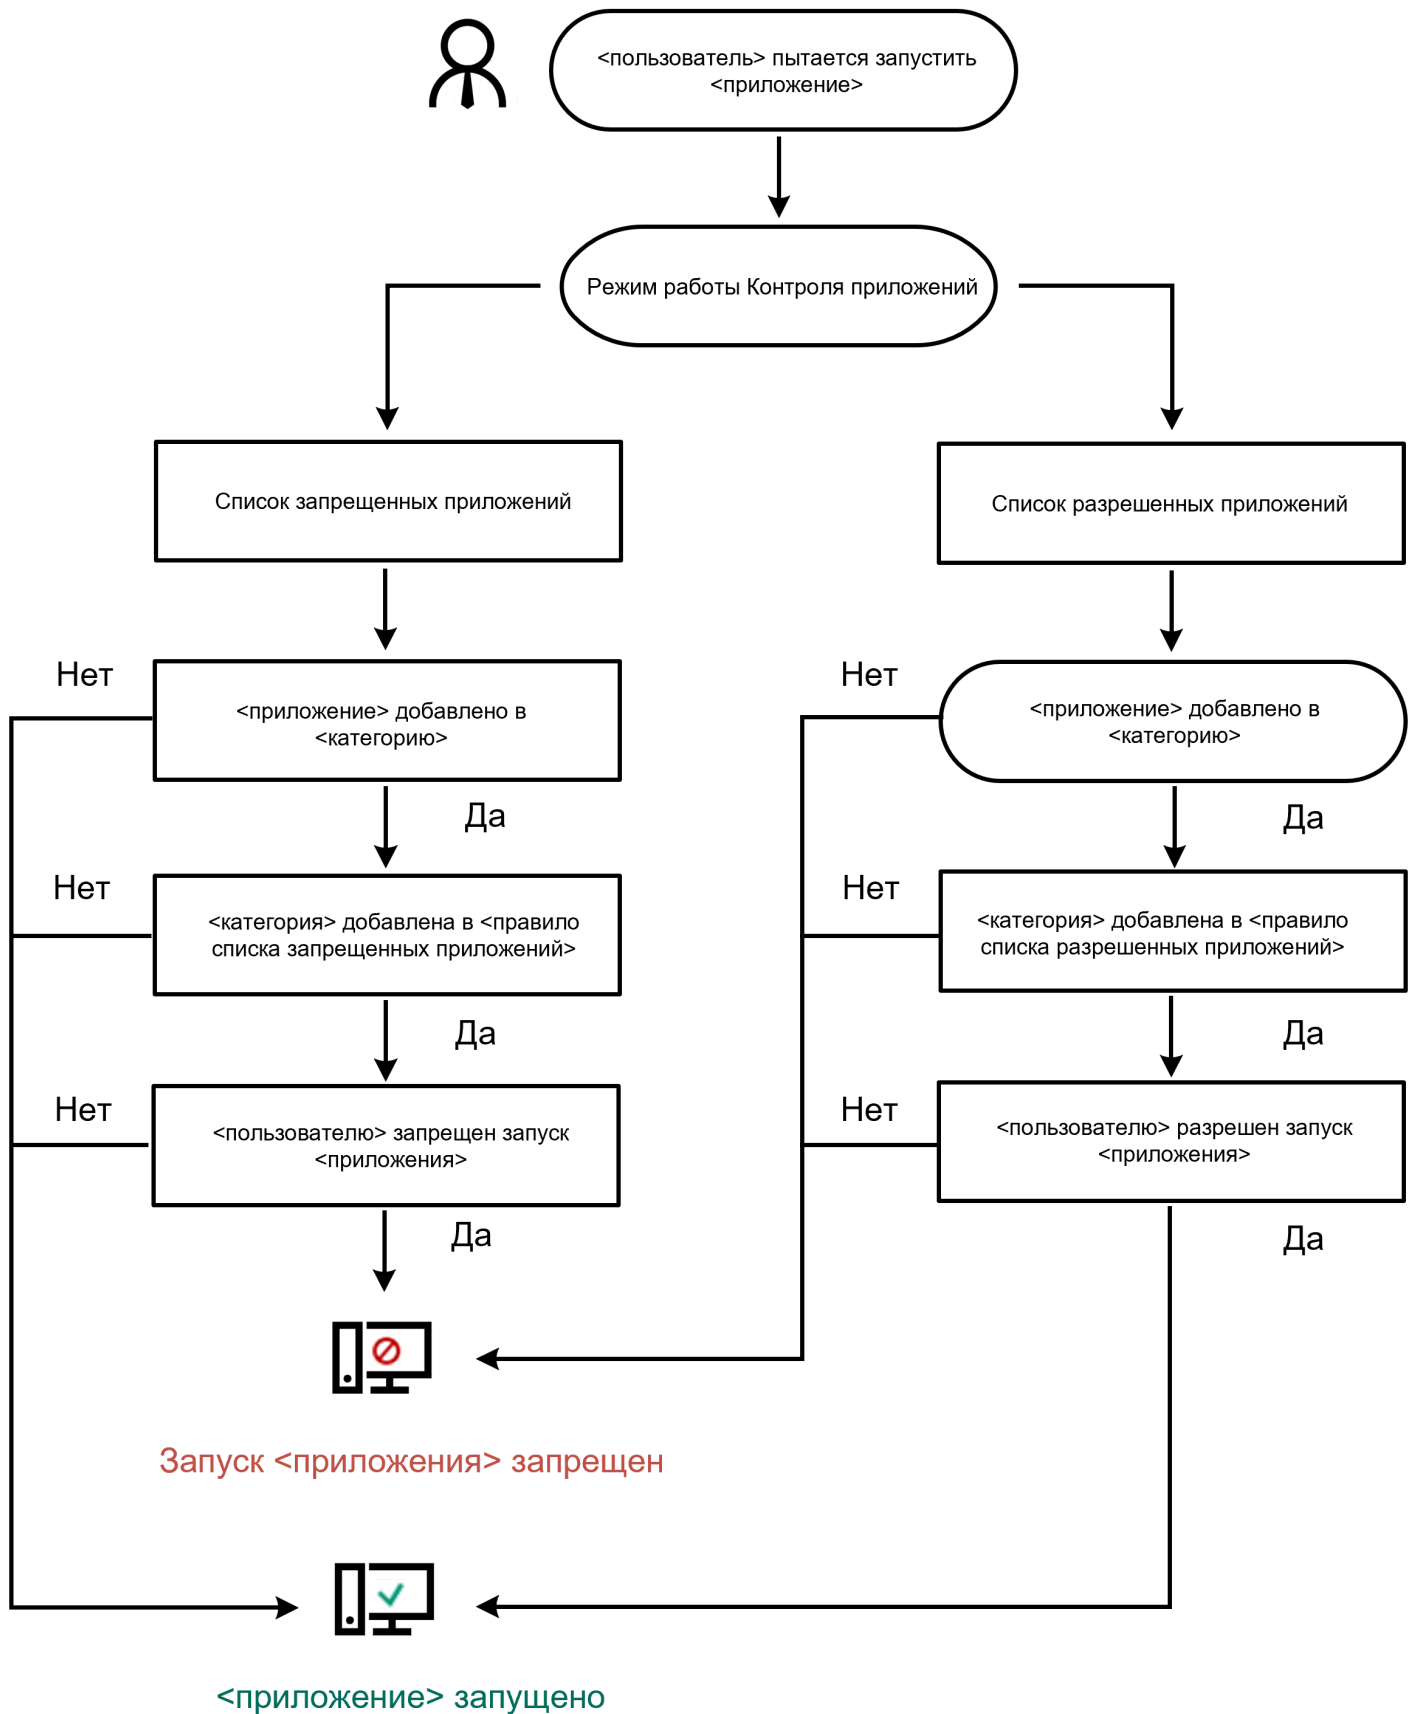 <пользователь> пытается запустить
<приложение>
Режим работы Контроля приложений
Список запрещенных приложений
Список разрешенных приложений
Нет
<приложение> добавлено в
<категорию>
Да
Нет
<категория> добавлена в <правило
списка запрещенных приложений>
Да
Нет
<пользователю> запрещен запуск
<приложения>
Да
Нет
<приложение> добавлено в
<категорию>
Да
Нет
<категория> добавлена в <правило
списка разрешенных приложений>
Да
Нет
<пользователю> разрешен запуск
<приложения>
Да
Запуск <приложения> запрещен
<приложение> запущено